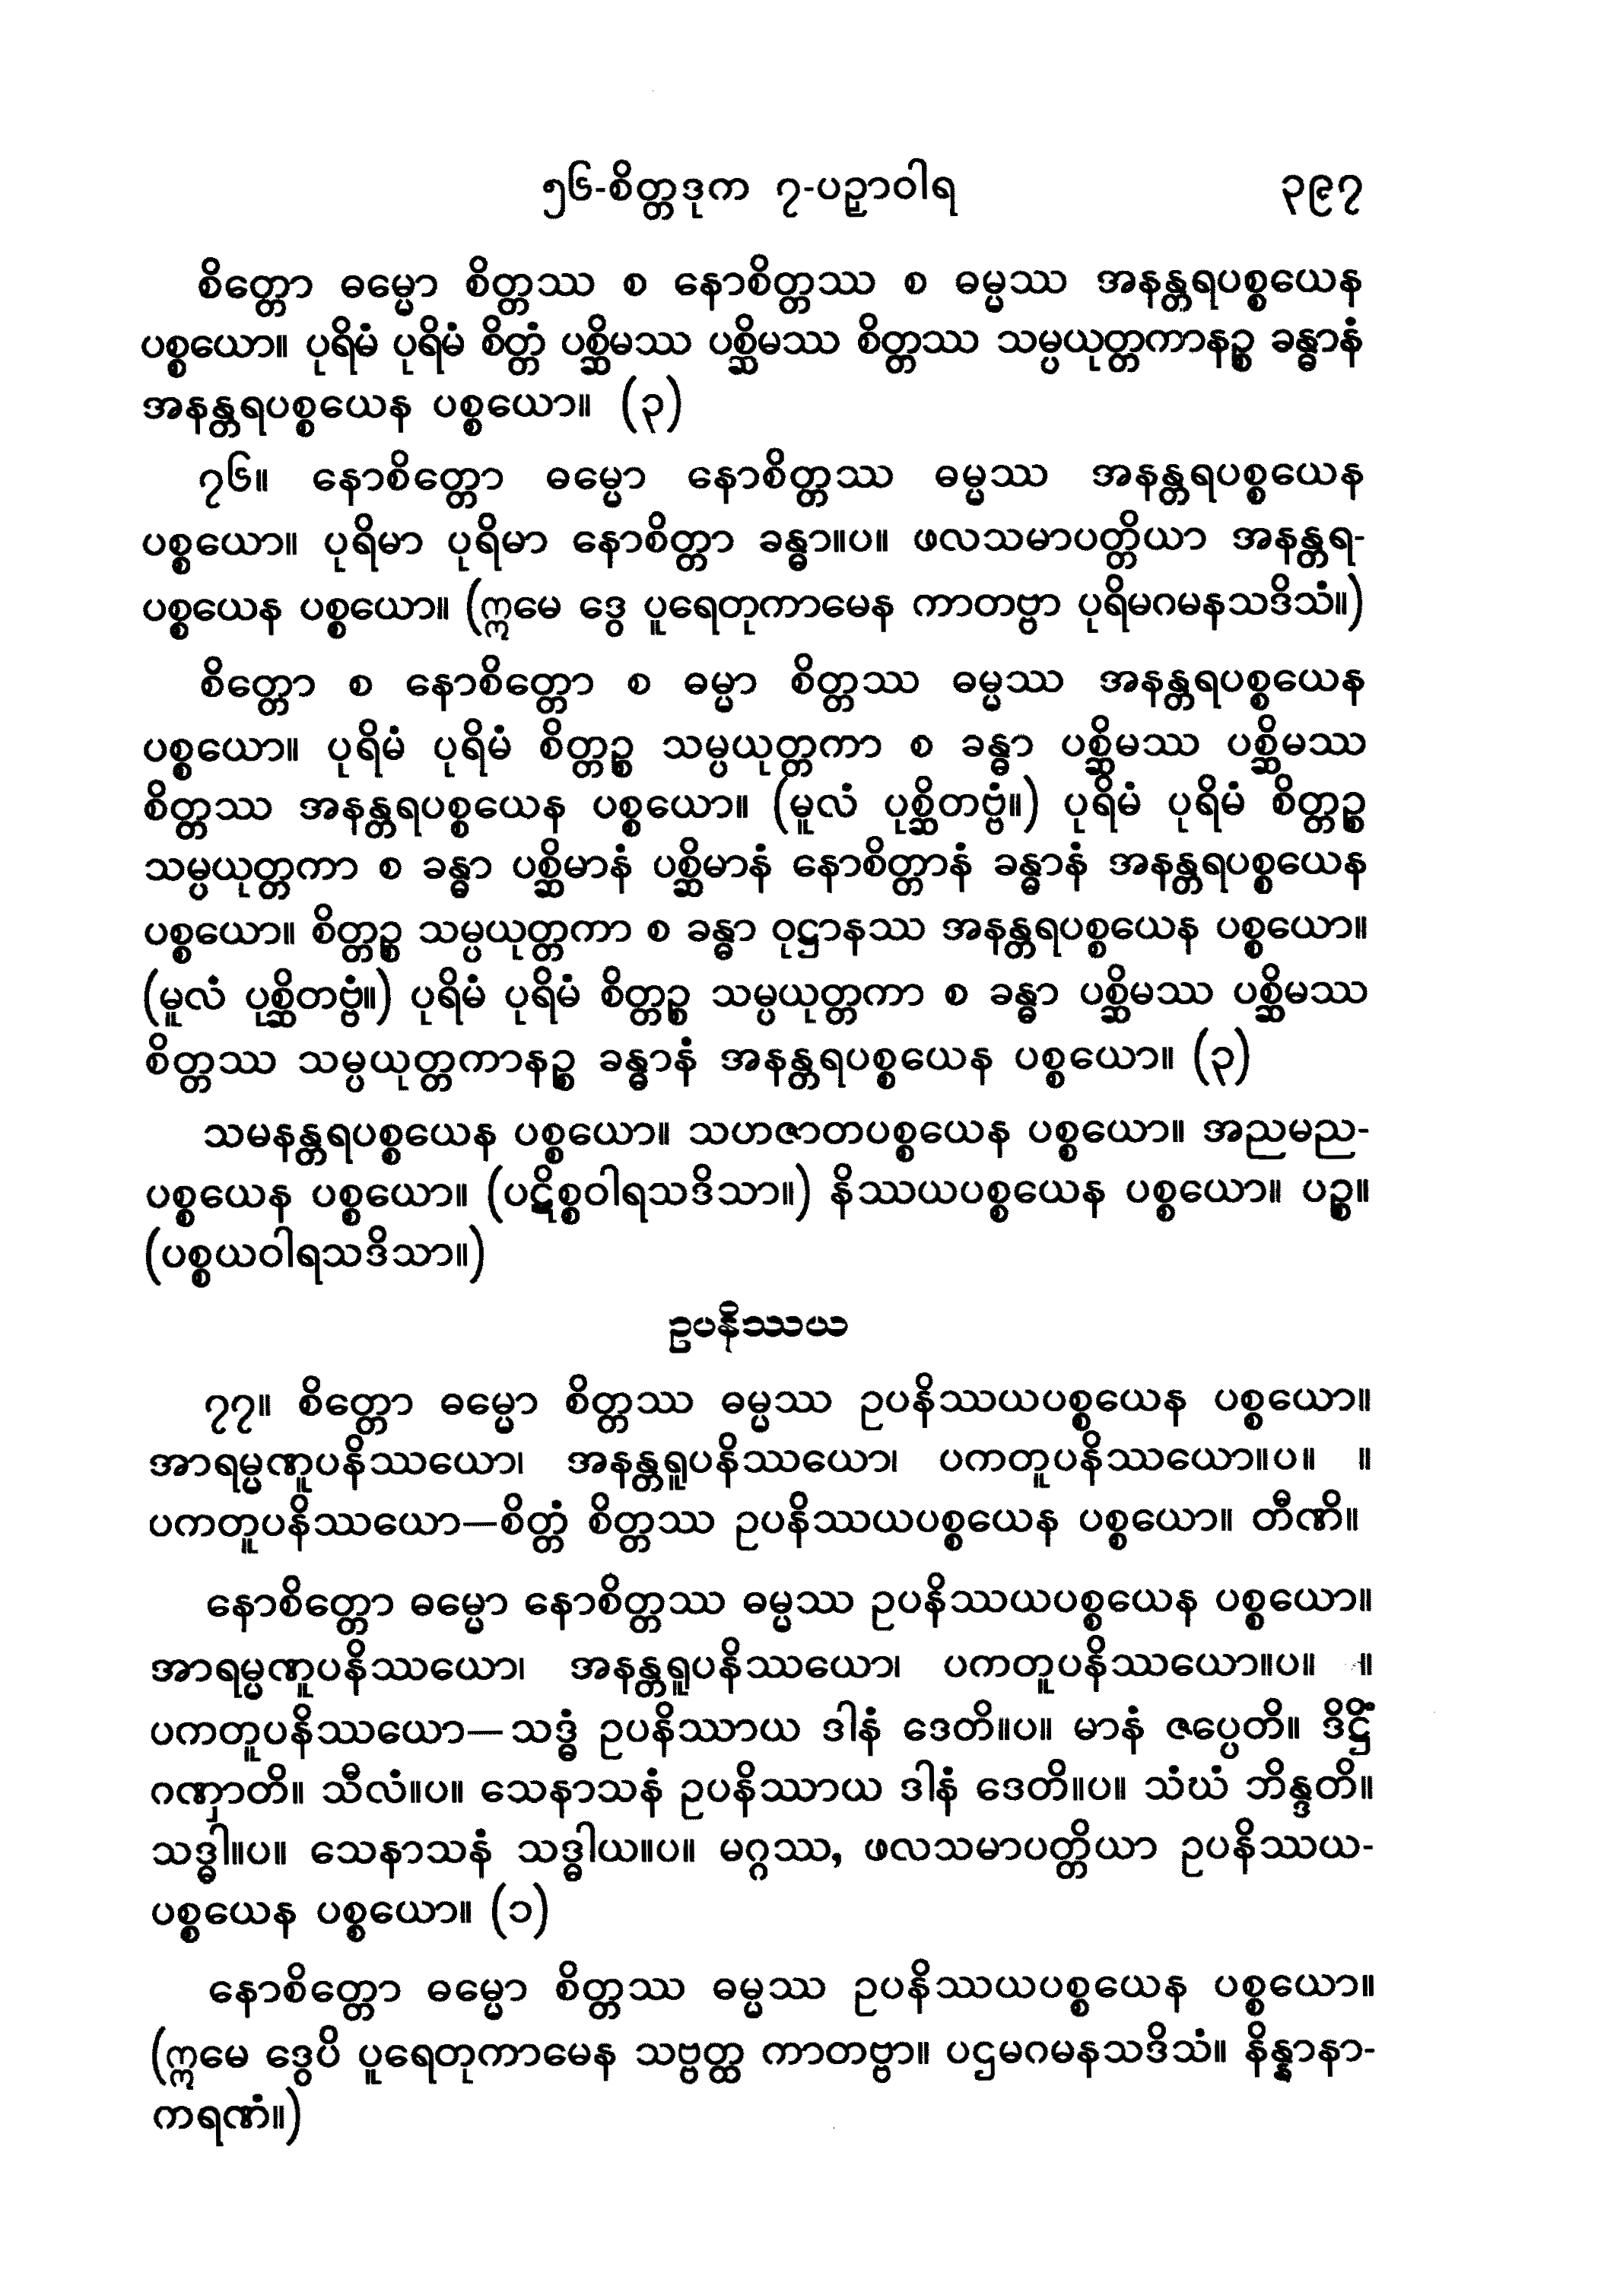 ၅၆-စိတ္တဒုက ၇-ပဉှာဝါရ ၃၉၇
စိတ္တော ဓမ္မော စိတ္တဿ စ နောစိတ္တဿ စ ဓမ္မဿ အနန္တရပစ္စယေန
ပစ္စယော။ ပုရိမံ ပုရိမံ စိတ္တံ ပစ္ဆိမဿ ပစ္ဆိမဿ စိတ္တဿ သမ္ပယုတ္တကာနဉ္စ ခန္ဓာနံ
အနန္တရပစ္စယေန ပစ္စယော။ (၃)
၇၆။ နောစိတ္တော ဓမ္မော နောစိတ္တဿ ဓမ္မဿ အနန္တရပစ္စယေန
ပစ္စယော။ ပုရိမာ ပုရိမာ နောစိတ္တာ ခန္ဓာ။ပ။ ဖလသမာပတ္တိယာ အနန္တရ-
ပစ္စယေန ပစ္စယော။ (ဣမေ ဒွေ ပူရေတုကာမေန ကာတဗ္ဗာ ပုရိမဂမနသဒိသံ။)
စိတ္တော စ နောစိတ္တော စ ဓမ္မာ စိတ္တဿ ဓမ္မဿ အနန္တရပစ္စယေန
ပစ္စယော။ ပုရိမံ ပုရိမံ စိတ္တဉ္စ သမ္ပယုတ္တကာ စ ခန္ဓာ ပစ္ဆိမဿ ပစ္ဆိမဿ
စိတ္တဿ အနန္တရပစ္စယေန ပစ္စယော။ (မူလံ ပုစ္ဆိတဗ္ဗံ။) ပုရိမံ ပုရိမံ စိတ္တဉ္စ
သမ္ပယုတ္တကာ စ ခန္ဓာ ပစ္ဆိမာနံ ပစ္ဆိမာနံ နောစိတ္တာနံ ခန္ဓာနံ အနန္တရပစ္စယေန
ပစ္စယော။ စိတ္တဉ္စ သမ္ပယုတ္တကာ စ ခန္ဓာ ဝုဋ္ဌာနဿ အနန္တရပစ္စယေန ပစ္စယော။
(မူလံ ပုစ္ဆိတဗ္ဗံ။) ပုရိမံ ပုရိမံ စိတ္တဉ္စ သမ္ပယုတ္တကာ စ ခန္ဓာ ပစ္ဆိမဿ ပစ္ဆိမဿ
စိတ္တဿ သမ္ပယုတ္တကာနဉ္စ ခန္ဓာနံ အနန္တရပစ္စယေန ပစ္စယော။ (၃)
သမနန္တရပစ္စယေန ပစ္စယော။ သဟဇာတပစ္စယေန ပစ္စယော။ အညမည-
ပစ္စယေန ပစ္စယော။ (ပဋိစ္စဝါရသဒိသာ။) နိဿယပစ္စယေန ပစ္စယော။ ပဉ္စ။
(ပစ္စယဝါရသဒိသာ။)
ဥပနိဿယ
၇၇။ စိတ္တော ဓမ္မော စိတ္တဿ ဓမ္မဿ ဥပနိဿယပစ္စယေန ပစ္စယော။
အာရမ္မဏူပနိဿယော၊ အနန္တရူပနိဿယော၊ ပကတူပနိဿယော။ပ။ ။
ပကတူပနိဿယော—စိတ္တံ စိတ္တဿ ဥပနိဿယပစ္စယေန ပစ္စယော။ တီဏိ။
နောစိတ္တော ဓမ္မော နောစိတ္တဿ ဓမ္မဿ ဥပနိဿယပစ္စယေန ပစ္စယော။
အာရမ္မဏူပနိဿယော၊ အနန္တရူပနိဿယော၊ ပကတူပနိဿယော။ပ။ ။
ပကတူပနိဿယော—သဒ္ဓံ ဥပနိဿာယ ဒါနံ ဒေတိ။ပ။ မာနံ ဇပ္ပေတိ။ ဒိဋ္ဌိံ
ဂဏှာတိ။ သီလံ။ပ။ သေနာသနံ ဥပနိဿာယ ဒါနံ ဒေတိ။ပ။ သံဃံ ဘိန္ဒတိ။
သဒ္ဓါ။ပ။ သေနာသနံ သဒ္ဓါယ။ပ။ မဂ္ဂဿ, ဖလသမာပတ္တိယာ ဥပနိဿယ-
ပစ္စယေန ပစ္စယော။ (၁)
နောစိတ္တော ဓမ္မော စိတ္တဿ ဓမ္မဿ ဥပနိဿယပစ္စယေန ပစ္စယော။
(ဣမေ ဒွေပိ ပူရေတုကာမေန သဗ္ဗတ္ထ ကာတဗ္ဗာ။ ပဌမဂမနသဒိသံ။ နိန္နာနာ-
ကရဏံ။)